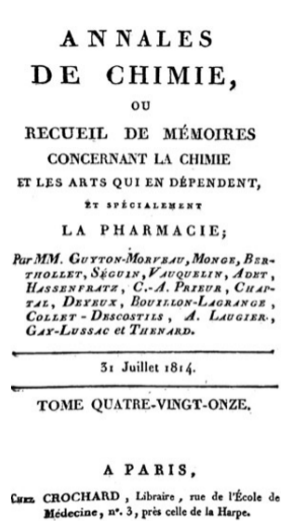 ANNALES
DE CHIMIE,
OU
RECUEIL DE MÉMOIRES
CONCERNANT LA CHIMIE
ET LES ARTS QUI EN DÉPENDENT,
ET SPÉCIALEMENT
LA PHARMACIE;
Par MM. GUYTON-MORVEAU, MONGE, BER-
THOLLET, SÉGUIN, VAUQUELIN, ADET,
HASSENFRATZ, C.-A. PRIEUR, CHAP-
TAL, DEYEUX, BOUILLON-LAGRANGE,
COLLET-DESCOSTILS, A. LAUGIER,
GAY-LUSSAC et THENARD.
31 Juillet 1814.
TOME QUATRE-VINGT-ONZE.
A PARIS,
CHEZ CROCHARD, Libraire, rue de l'École de
Médecine, nº. 3, près celle de la Harpe.